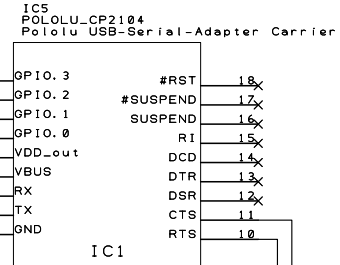 IC5
POLOLU_CP2104
Pololu USB-Serial-Adapter Carrier
GPIO.3
#RST 18
GPIO.2
#SUSPEND 17
GPIO.1
SUSPEND 16
GPIO.0
RI 15
VDD_out
DCD 14
VBUS
DTR 13
RX
DSR 12
TX
CTS 11
GND
RTS 10
IC1